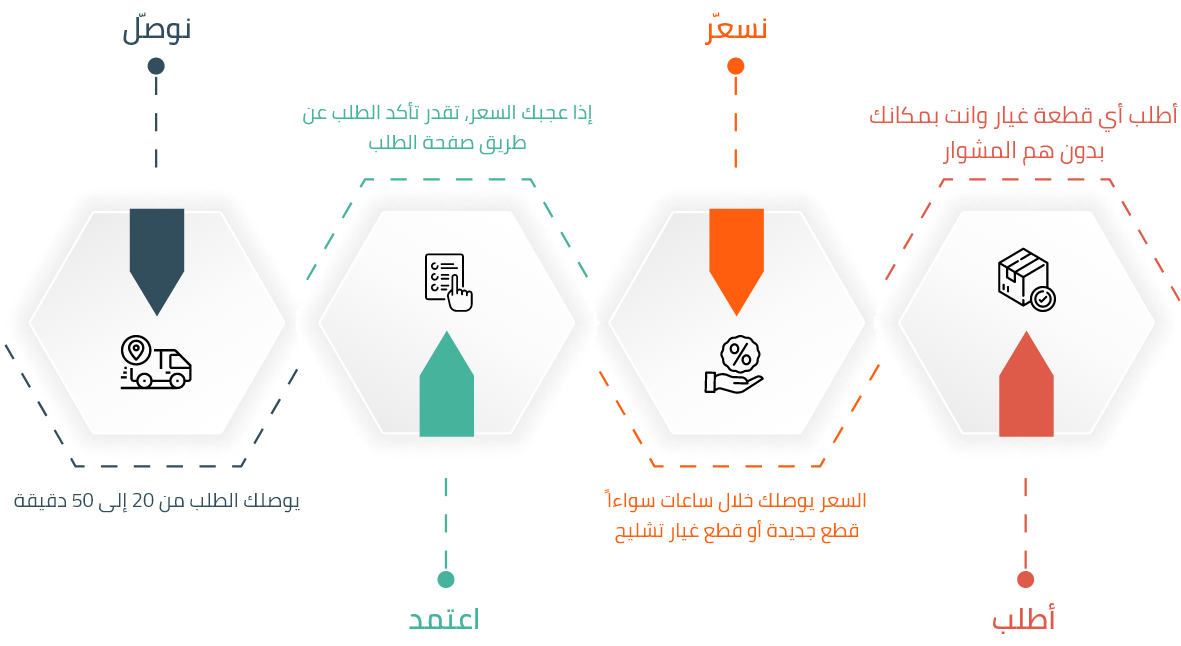 أطلب
أطلب أي قطعة غيار وانت بمكانك
بدون هم المشوار
نسعّر
السعر يوصلك خلال ساعات سواءاً
قطع جديدة أو قطع غيار تشليح
اعتمد
إذا عجبك السعر، تقدر تأكد الطلب عن
طريق صفحة الطلب
نوصّل
يوصلك الطلب من 20 إلى 50 دقيقة